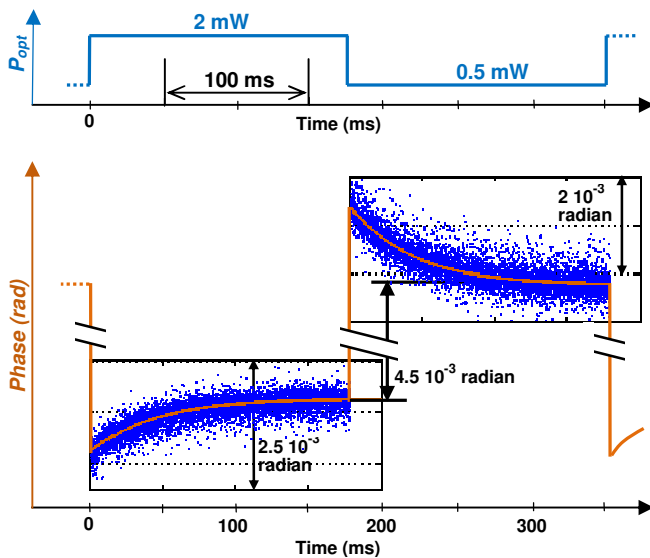 P_opt
2 mW
0.5 mW
100 ms
0
Time (ms)
Phase (rad)
2 10⁻³
radian
4.5 10⁻³ radian
2.5 10⁻³
radian
0 100 200 300
Time (ms)